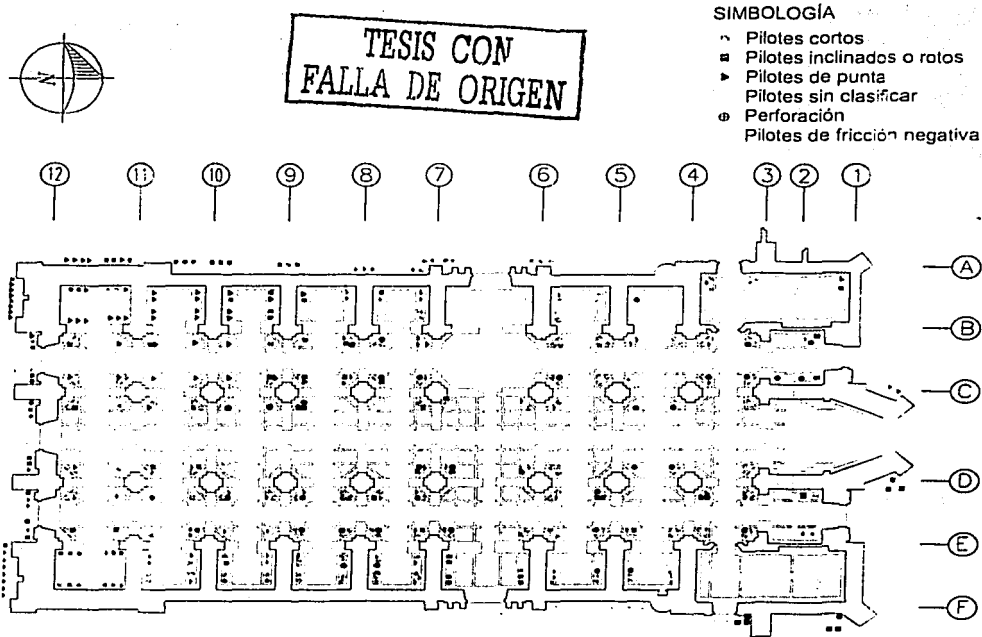 SIMBOLOGÍA
Pilotes cortos
Pilotes inclinados o rotos
Pilotes de punta
Pilotes sin clasificar
Perforación
Pilotes de fricción negativa
TESIS CON
FALLA DE ORIGEN
N
12 11 10 9 8 7 6 5 4 3 2 1
A
B
C
D
E
F